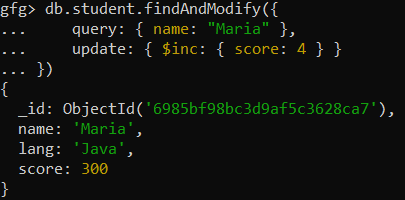 gfg> db.student.findAndModify({
...     query: { name: "Maria" },
...     update: { $inc: { score: 4 } }
... })
{
  _id: ObjectId('6985bf98bc3d9af5c3628ca7'),
  name: 'Maria',
  lang: 'Java',
  score: 300
}